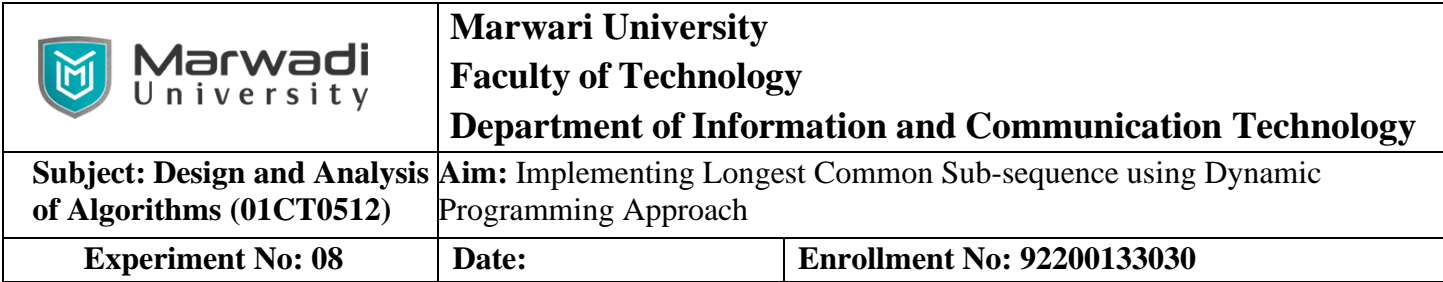 Marwadi
University
Marwari University
Faculty of Technology
Department of Information and Communication Technology
Subject: Design and Analysis
of Algorithms (01CT0512)
Aim: Implementing Longest Common Sub-sequence using Dynamic
Programming Approach
Experiment No: 08
Date:
Enrollment No: 92200133030